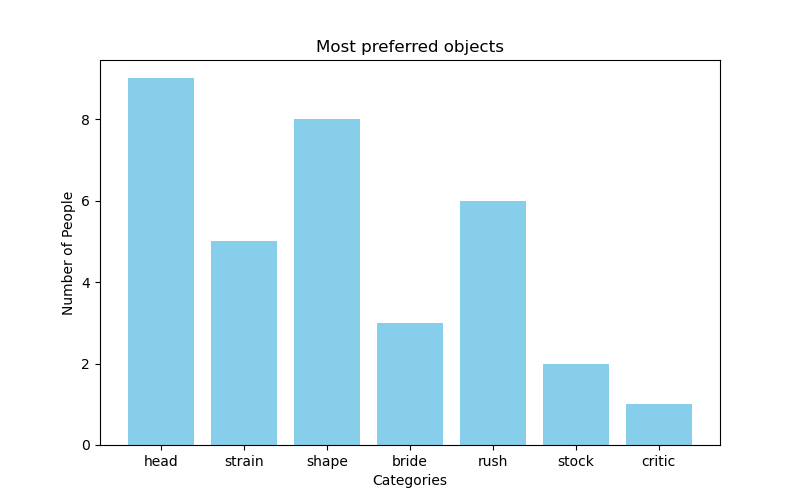 Most preferred objects
Number of People
8
6
4
2
0
head strain shape bride rush stock critic
Categories